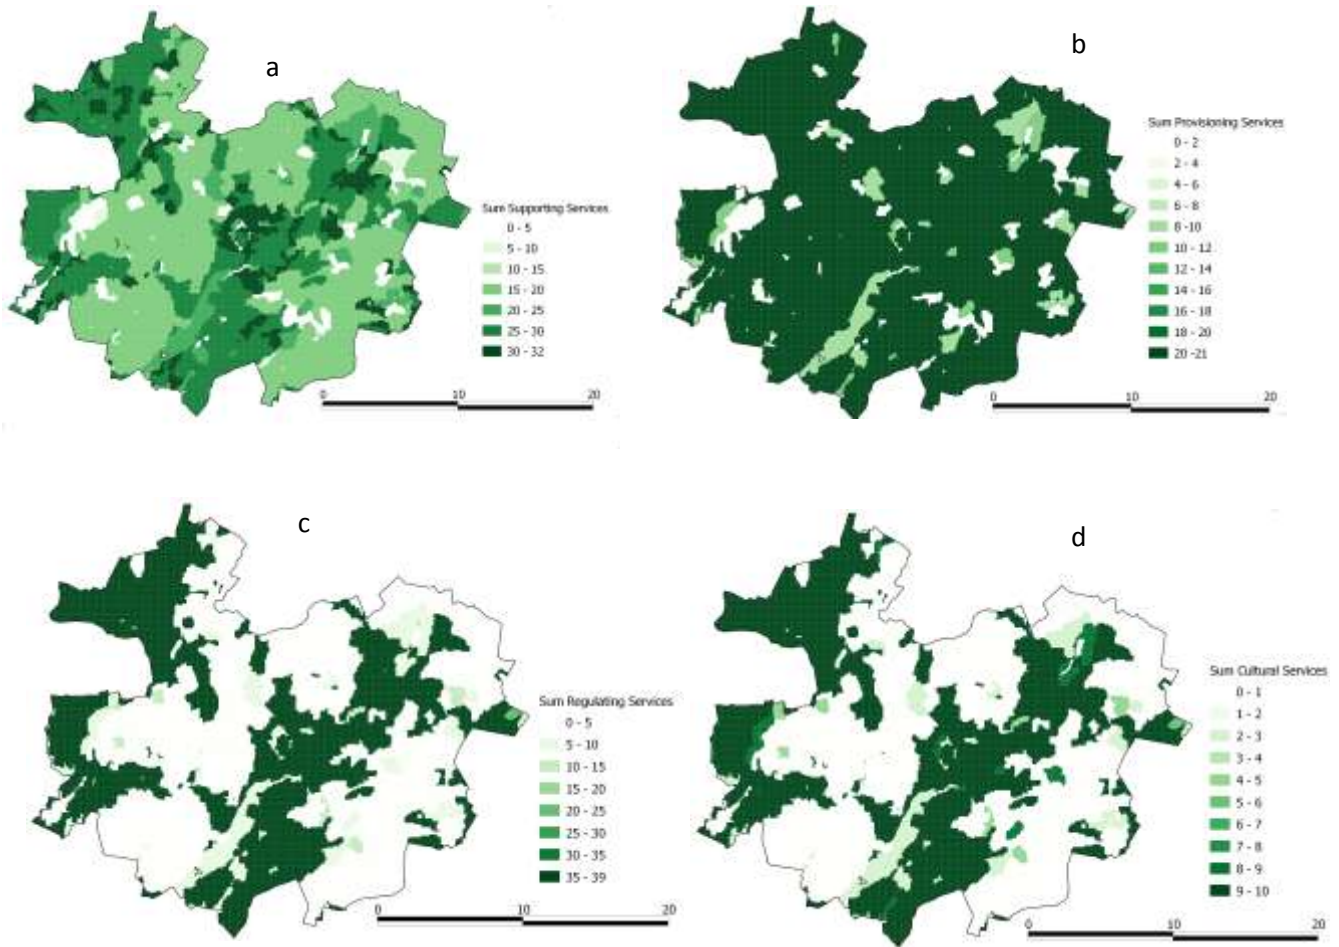 a
Sum Supporting Services
0 - 5
5 - 10
10 - 15
15 - 20
20 - 25
25 - 30
30 - 32
0 10 20
b
Sum Provisioning Services
0 - 2
2 - 4
4 - 6
6 - 8
8 -10
10 - 12
12 - 14
14 - 16
16 - 18
18 - 20
20 -21
0 10 20
c
Sum Regulating Services
0 - 5
5 - 10
10 - 15
15 - 20
20 - 25
25 - 30
30 - 35
35 - 39
0 10 20
d
Sum Cultural Services
0 - 1
1 - 2
2 - 3
3 - 4
4 - 5
5 - 6
6 - 7
7 - 8
8 - 9
9 - 10
0 10 20